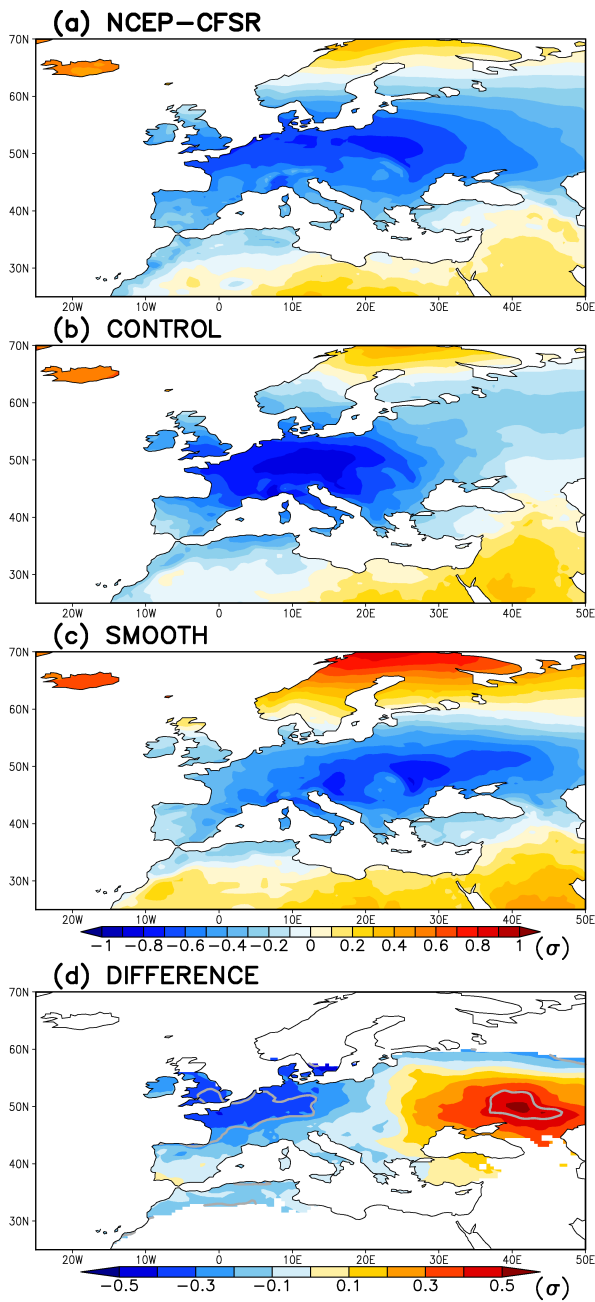 (a) NCEP−CFSR
70N
60N
50N
40N
30N
20W 10W 0 10E 20E 30E 40E 50E
(b) CONTROL
70N
60N
50N
40N
30N
20W 10W 0 10E 20E 30E 40E 50E
(c) SMOOTH
70N
60N
50N
40N
30N
20W 10W 0 10E 20E 30E 40E 50E
−1 −0.8 −0.6 −0.4 −0.2 0 0.2 0.4 0.6 0.8 1 (σ)
(d) DIFFERENCE
70N
60N
50N
40N
30N
20W 10W 0 10E 20E 30E 40E 50E
−0.5 −0.3 −0.1 0.1 0.3 0.5 (σ)